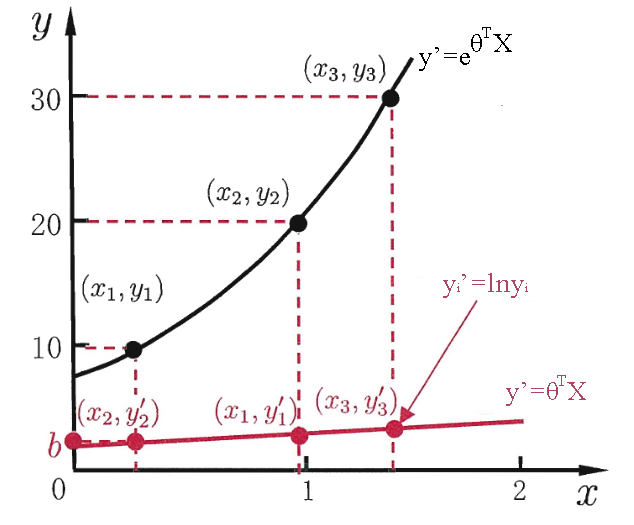 y
y'=e^θ^T X
(x₃, y₃)
30
(x₂, y₂)
20
(x₁, y₁)
yᵢ'=lnyᵢ
10
y'=θ^T X
(x₂, y₂′)
(x₁, y₁′)
(x₃, y₃′)
b
0
1
2
x